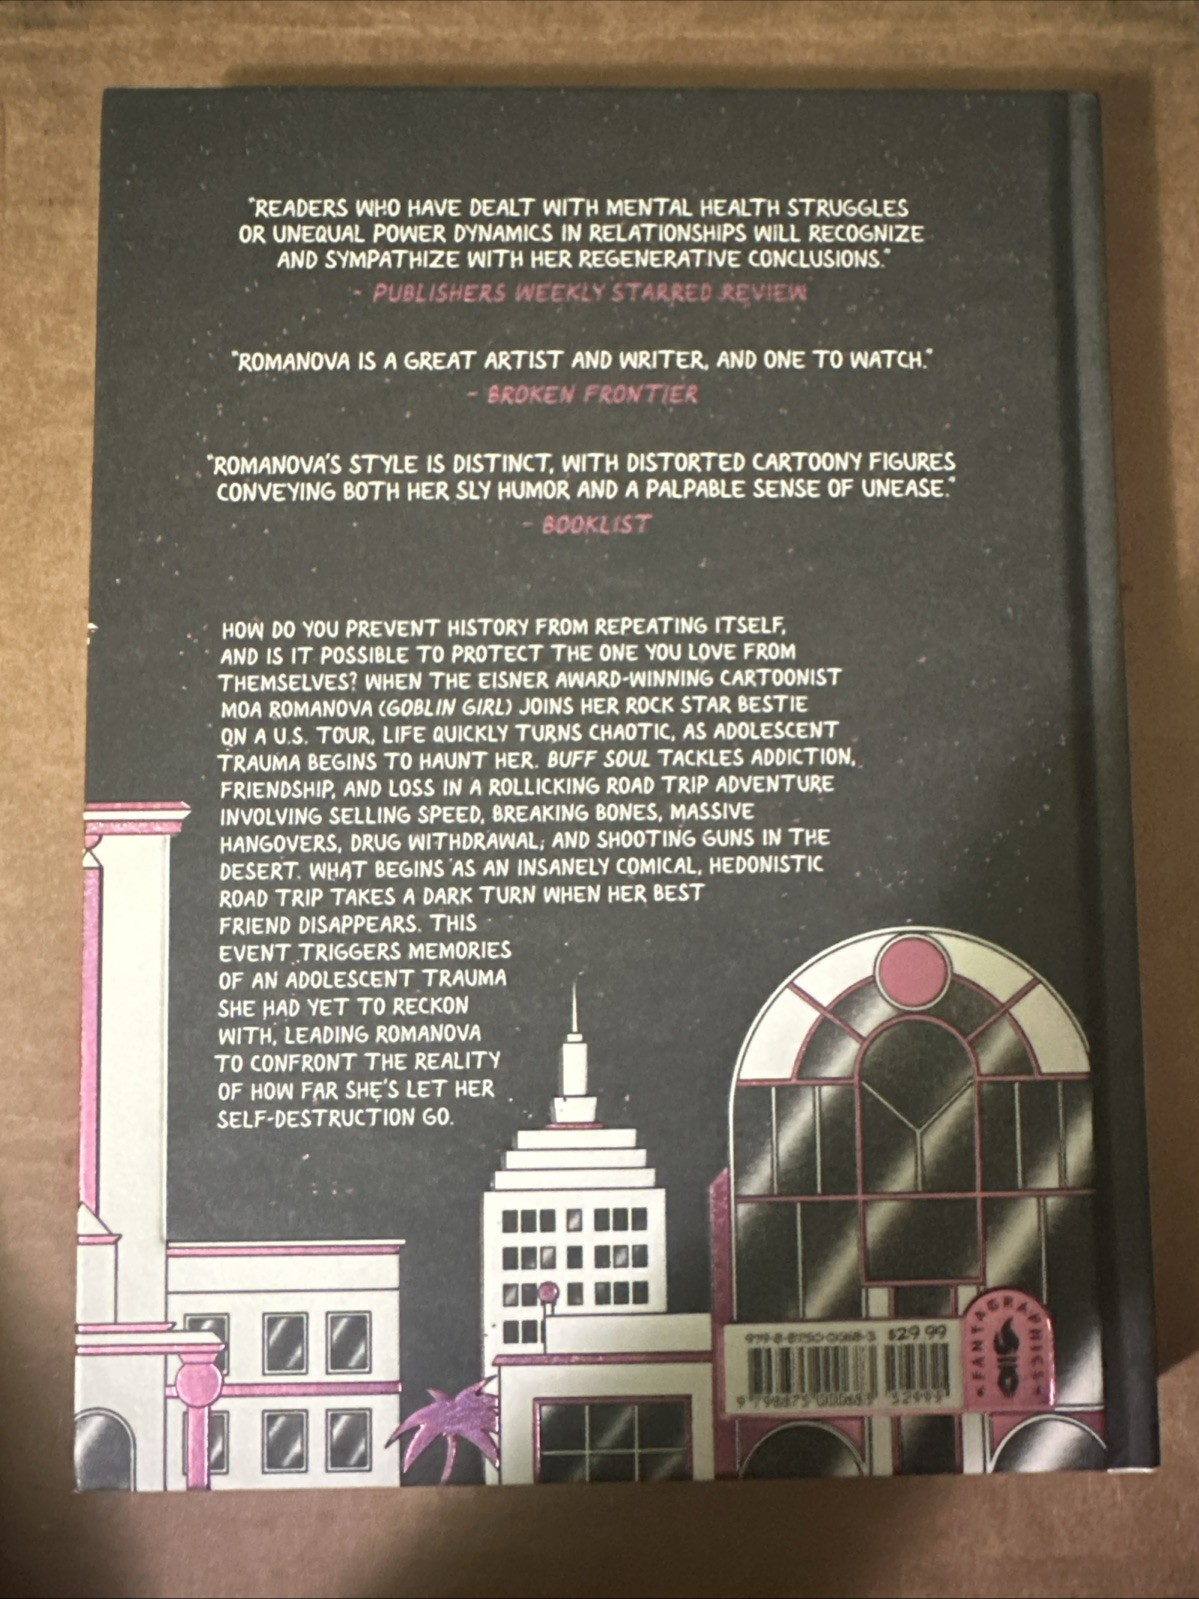 "READERS WHO HAVE DEALT WITH MENTAL HEALTH STRUGGLES
OR UNEQUAL POWER DYNAMICS IN RELATIONSHIPS WILL RECOGNIZE
AND SYMPATHIZE WITH HER REGENERATIVE CONCLUSIONS."
- PUBLISHERS WEEKLY STARRED REVIEW
"ROMANOVA IS A GREAT ARTIST AND WRITER, AND ONE TO WATCH."
- BROKEN FRONTIER
"ROMANOVA'S STYLE IS DISTINCT, WITH DISTORTED CARTOONY FIGURES
CONVEYING BOTH HER SLY HUMOR AND A PALPABLE SENSE OF UNEASE."
- BOOKLIST
HOW DO YOU PREVENT HISTORY FROM REPEATING ITSELF,
AND IS IT POSSIBLE TO PROTECT THE ONE YOU LOVE FROM
THEMSELVES? WHEN THE EISNER AWARD-WINNING CARTOONIST
MOA ROMANOVA (GOBLIN GIRL) JOINS HER ROCK STAR BESTIE
ON A U.S. TOUR, LIFE QUICKLY TURNS CHAOTIC, AS ADOLESCENT
TRAUMA BEGINS TO HAUNT HER. BUFF SOUL TACKLES ADDICTION,
FRIENDSHIP, AND LOSS IN A ROLLICKING ROAD TRIP ADVENTURE
INVOLVING SELLING SPEED, BREAKING BONES, MASSIVE
HANGOVERS, DRUG WITHDRAWAL, AND SHOOTING GUNS IN THE
DESERT. WHAT BEGINS AS AN INSANELY COMICAL, HEDONISTIC
ROAD TRIP TAKES A DARK TURN WHEN HER BEST
FRIEND DISAPPEARS. THIS
EVENT TRIGGERS MEMORIES
OF AN ADOLESCENT TRAUMA
SHE HAD YET TO RECKON
WITH, LEADING ROMANOVA
TO CONFRONT THE REALITY
OF HOW FAR SHE'S LET HER
SELF-DESTRUCTION GO.
$29.99
FANTAGRAPHICS